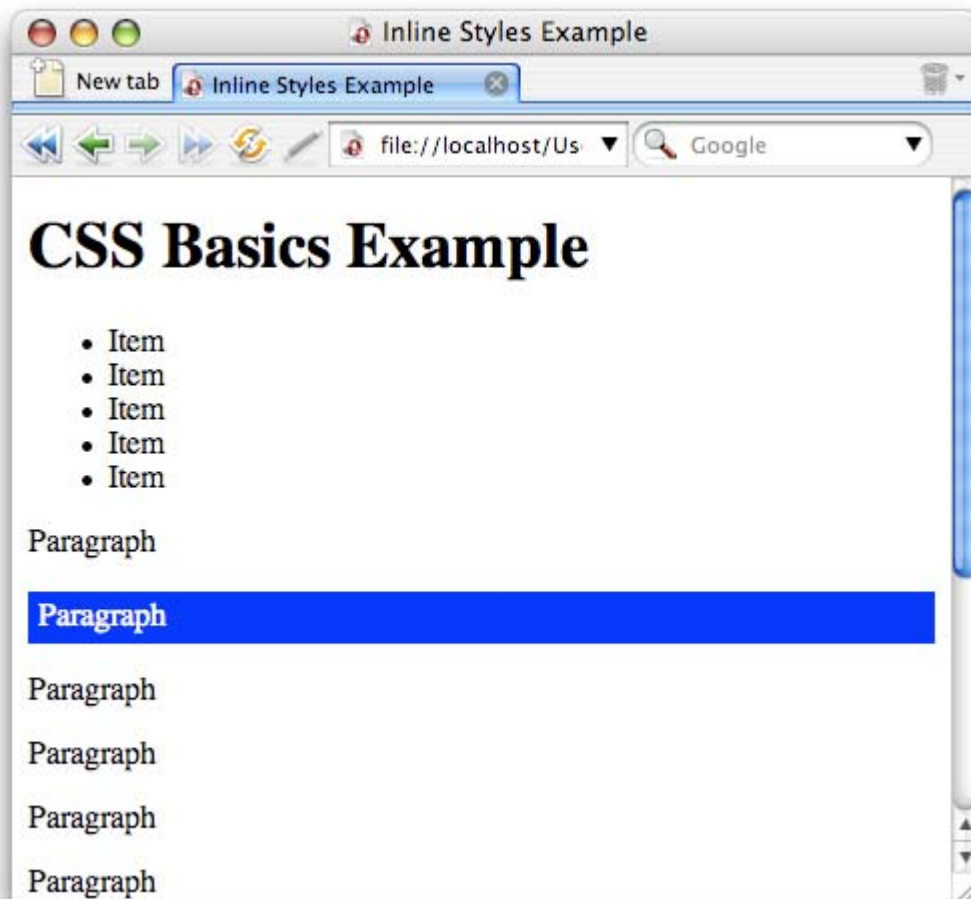 Inline Styles Example
New tab
Inline Styles Example
file://localhost/Us
Google
CSS Basics Example
Item
Item
Item
Item
Item
Paragraph
Paragraph
Paragraph
Paragraph
Paragraph
Paragraph